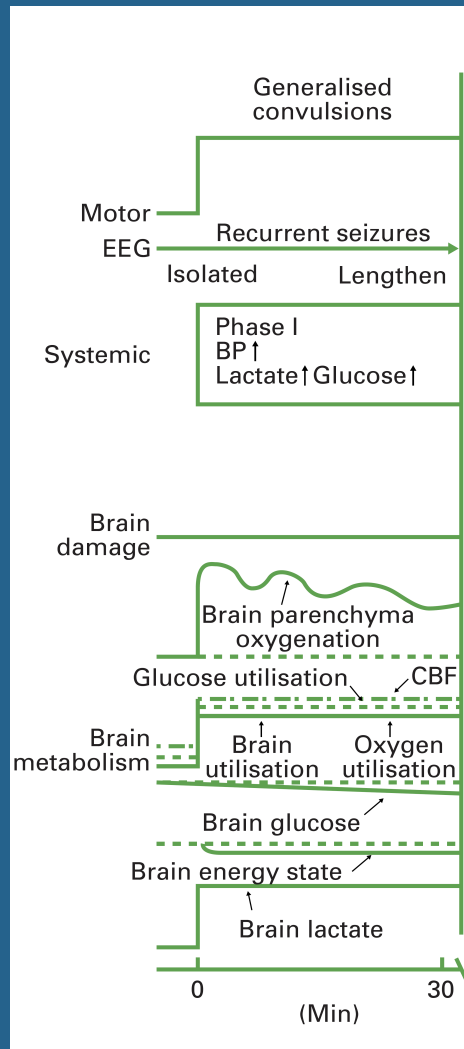 Generalised
convulsions
Motor
EEG
Recurrent seizures
Isolated
Lengthen
Systemic
Phase I
BP↑
Lactate↑ Glucose↑
Brain
damage
Brain parenchyma
oxygenation
Glucose utilisation
CBF
Brain
metabolism
Brain
utilisation
Oxygen
utilisation
Brain glucose
Brain energy state
Brain lactate
0
30
(Min)